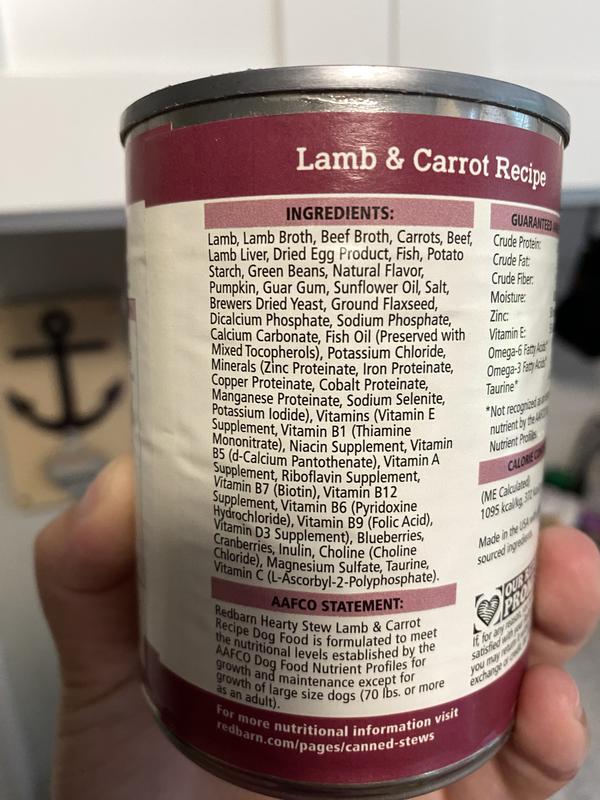 Lamb & Carrot Recipe
INGREDIENTS:
Lamb, Lamb Broth, Beef Broth, Carrots, Beef,
Lamb Liver, Dried Egg Product, Fish, Potato
Starch, Green Beans, Natural Flavor,
Pumpkin, Guar Gum, Sunflower Oil, Salt,
Brewers Dried Yeast, Ground Flaxseed,
Dicalcium Phosphate, Sodium Phosphate,
Calcium Carbonate, Fish Oil (Preserved with
Mixed Tocopherols), Potassium Chloride,
Minerals (Zinc Proteinate, Iron Proteinate,
Copper Proteinate, Cobalt Proteinate,
Manganese Proteinate, Sodium Selenite,
Potassium Iodide), Vitamins (Vitamin E
Supplement, Vitamin B1 (Thiamine
Mononitrate), Niacin Supplement, Vitamin
B5 (d-Calcium Pantothenate), Vitamin A
Supplement, Riboflavin Supplement,
Vitamin B7 (Biotin), Vitamin B12
Supplement, Vitamin B6 (Pyridoxine
Hydrochloride), Vitamin B9 (Folic Acid),
Vitamin D3 Supplement), Blueberries,
Cranberries, Inulin, Choline (Choline
Chloride), Magnesium Sulfate, Taurine,
Vitamin C (L-Ascorbyl-2-Polyphosphate).
AAFCO STATEMENT:
Redbarn Hearty Stew Lamb & Carrot
Recipe Dog Food is formulated to meet
the nutritional levels established by the
AAFCO Dog Food Nutrient Profiles for
growth and maintenance except for
growth of large size dogs (70 lbs. or more
as an adult).
For more nutritional information visit
redbarn.com/pages/canned-stews
GUARANTEED
Crude Protein:
Crude Fat:
Crude Fiber:
Moisture:
Zinc:
Vitamin E:
Omega-6 Fatty Acids*
Omega-3 Fatty Acids*
Taurine*
*Not recognized as an
nutrient by the
Nutrient Profiles.
CALORIE
(ME Calculated)
1095 kcal/kg, 372
Made in the USA with
sourced ingredients.
OUR
If, for any reason
satisfied with
you may return
exchange or